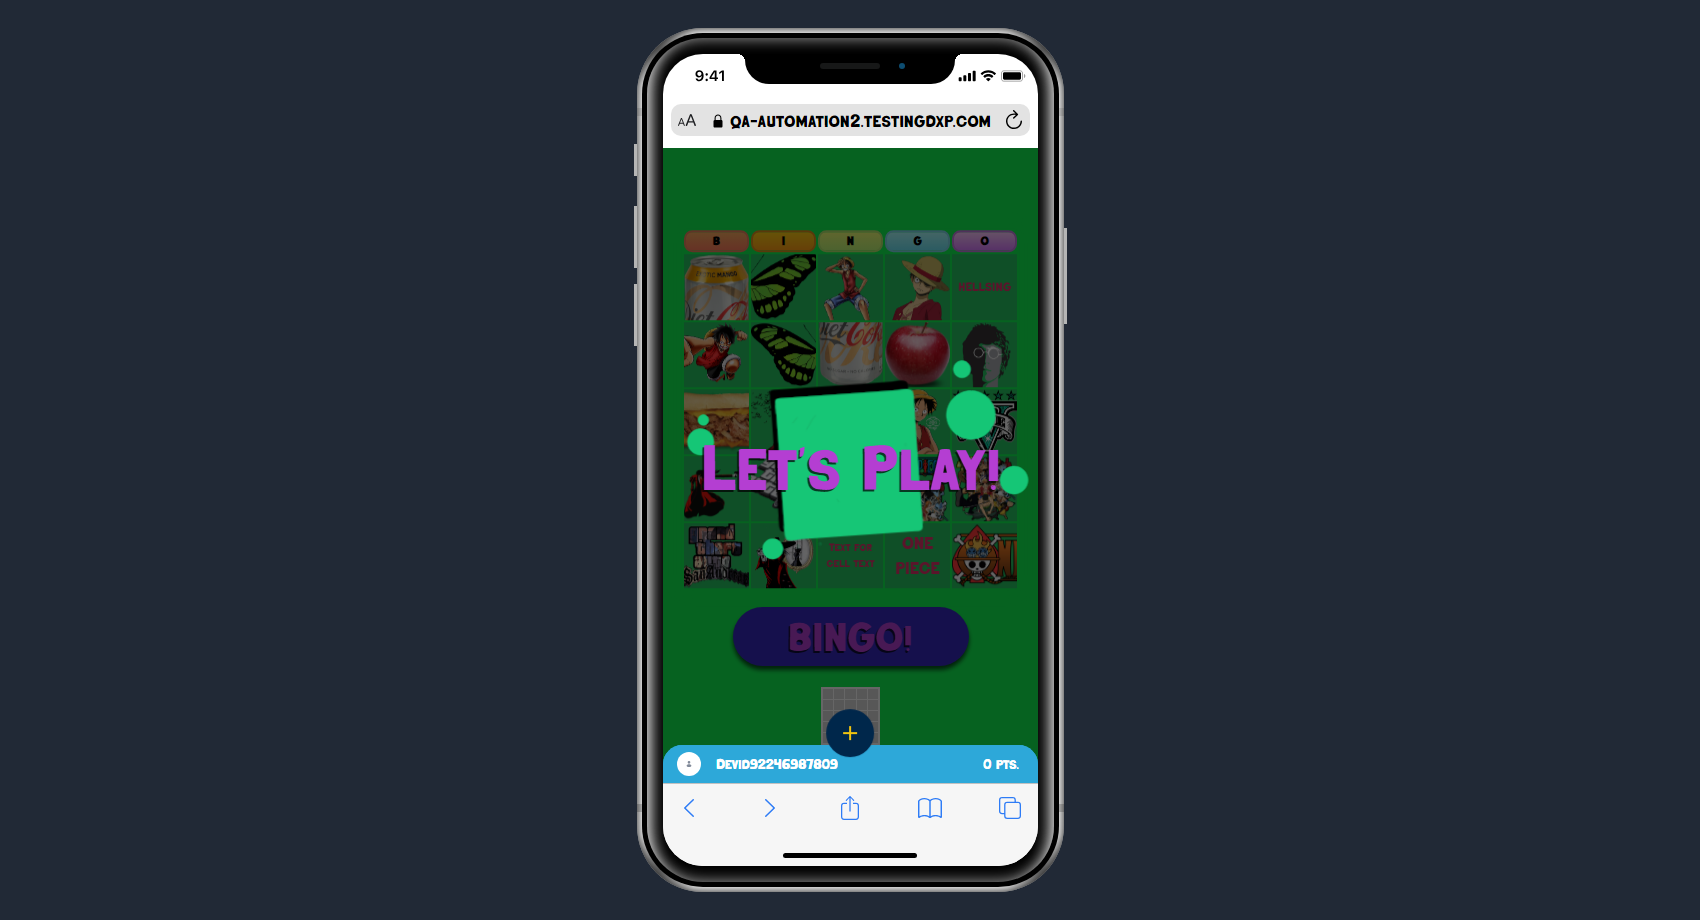 9:41
AA QA-AUTOMATION2.TESTINGDXP.COM
B I N G O
HELLSING
LET'S PLAY!
TEXT FOR
CELL TEXT
ONE
PIECE
BINGO!
+
DEVID92246987809 0 PTS.